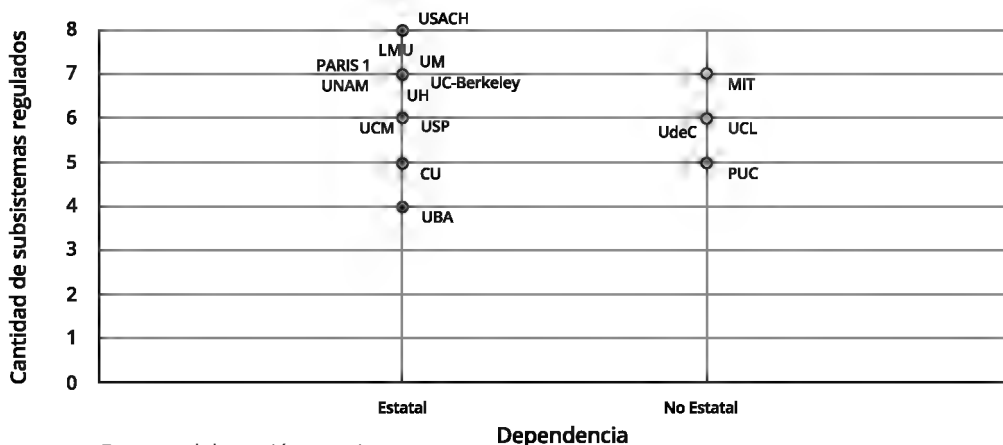 Cantidad de subsistemas regulados
8
7
6
5
4
3
2
1
0
USACH
LMU
UM
PARIS 1
UNAM
UC-Berkeley
UH
UCM
USP
CU
UBA
MIT
UdeC
UCL
PUC
Estatal
No Estatal
Dependencia